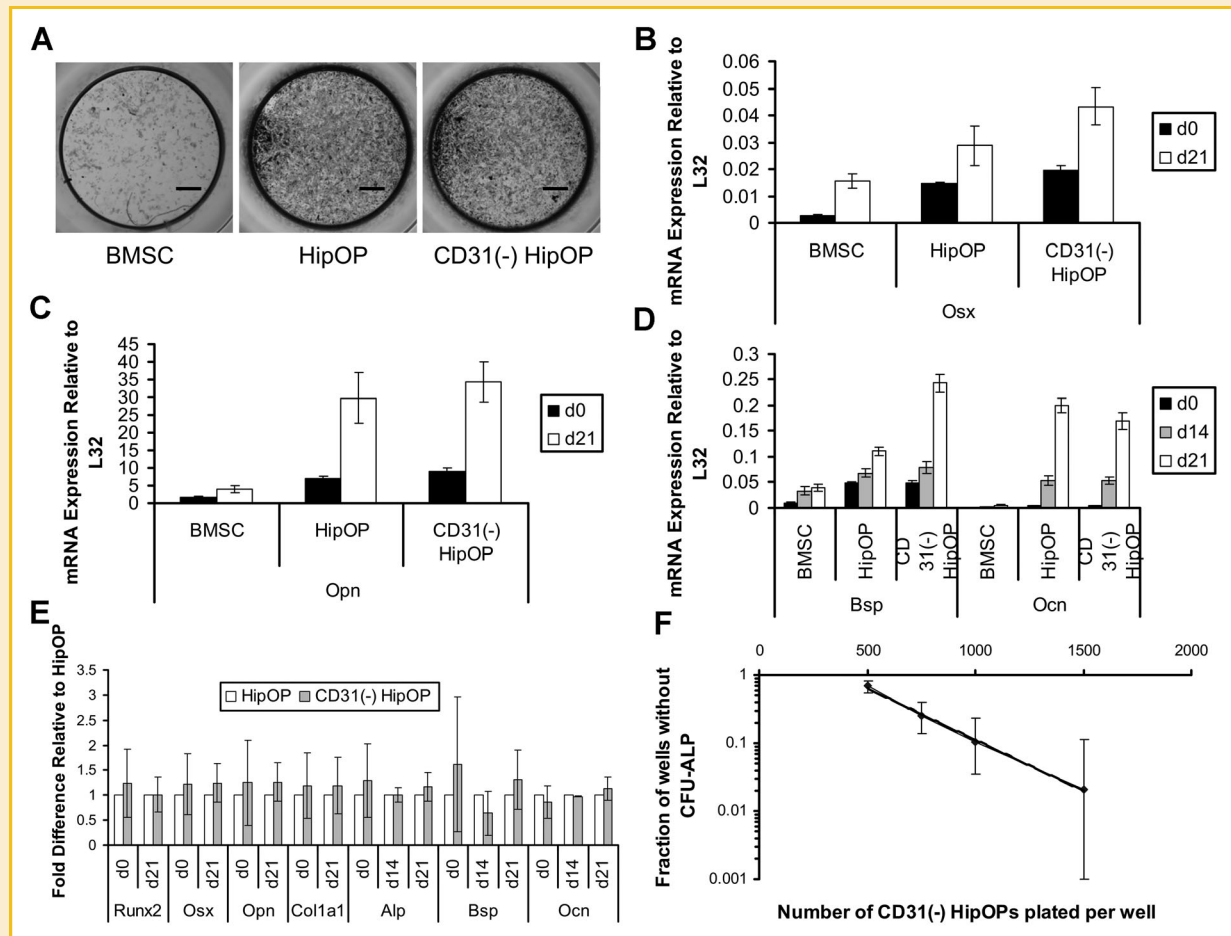 A
BMSC
HipOP
CD31(-) HipOP
B
mRNA Expression Relative to
L32
0.06
0.05
0.04
0.03
0.02
0.01
0
BMSC
HipOP
CD31(-)
HipOP
Osx
d0
d21
C
mRNA Expression Relative to
L32
45
40
35
30
25
20
15
10
5
0
BMSC
HipOP
CD31(-)
HipOP
Opn
d0
d21
D
mRNA Expression Relative to
L32
0.3
0.25
0.2
0.15
0.1
0.05
0
BMSC
HipOP
CD
31(-)
HipOP
BMSC
HipOP
CD
31(-)
HipOP
Bsp
Ocn
d0
d14
d21
E
Fold Difference Relative to HipOP
3.5
3
2.5
2
1.5
1
0.5
0
HipOP
CD31(-) HipOP
d0
d21
d0
d21
d0
d21
d0
d21
d0
d14
d21
d0
d14
d21
d0
d14
d21
Runx2
Osx
Opn
Col1a1
Alp
Bsp
Ocn
F
0
500
1000
1500
2000
Fraction of wells without
CFU-ALP
1
0.1
0.01
0.001
Number of CD31(-) HipOPs plated per well